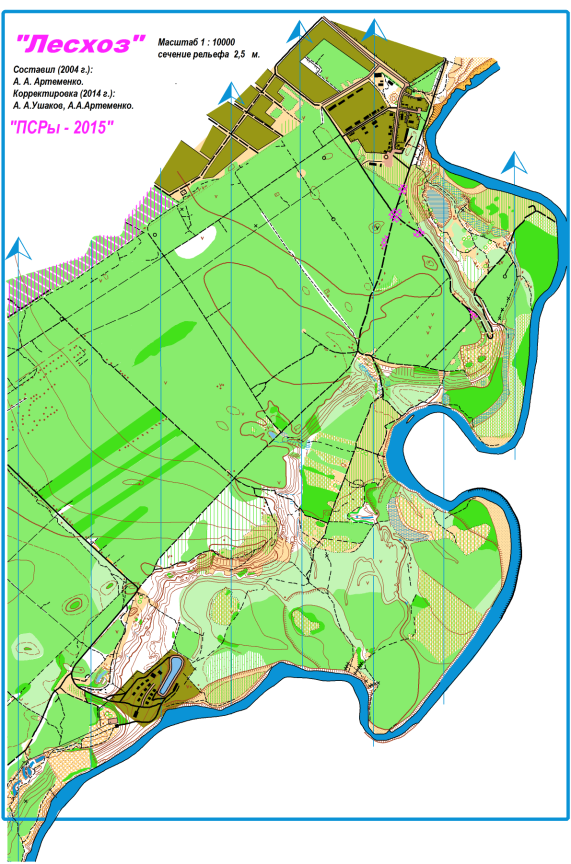 "Лесхоз"
Масштаб 1 : 10000
сечение рельефа 2,5 м.
Составил (2004 г.):
А. А. Артеменко.
Корректировка (2014 г.):
А. А.Ушаков, А.А.Артеменко.
"ПСРы - 2015"